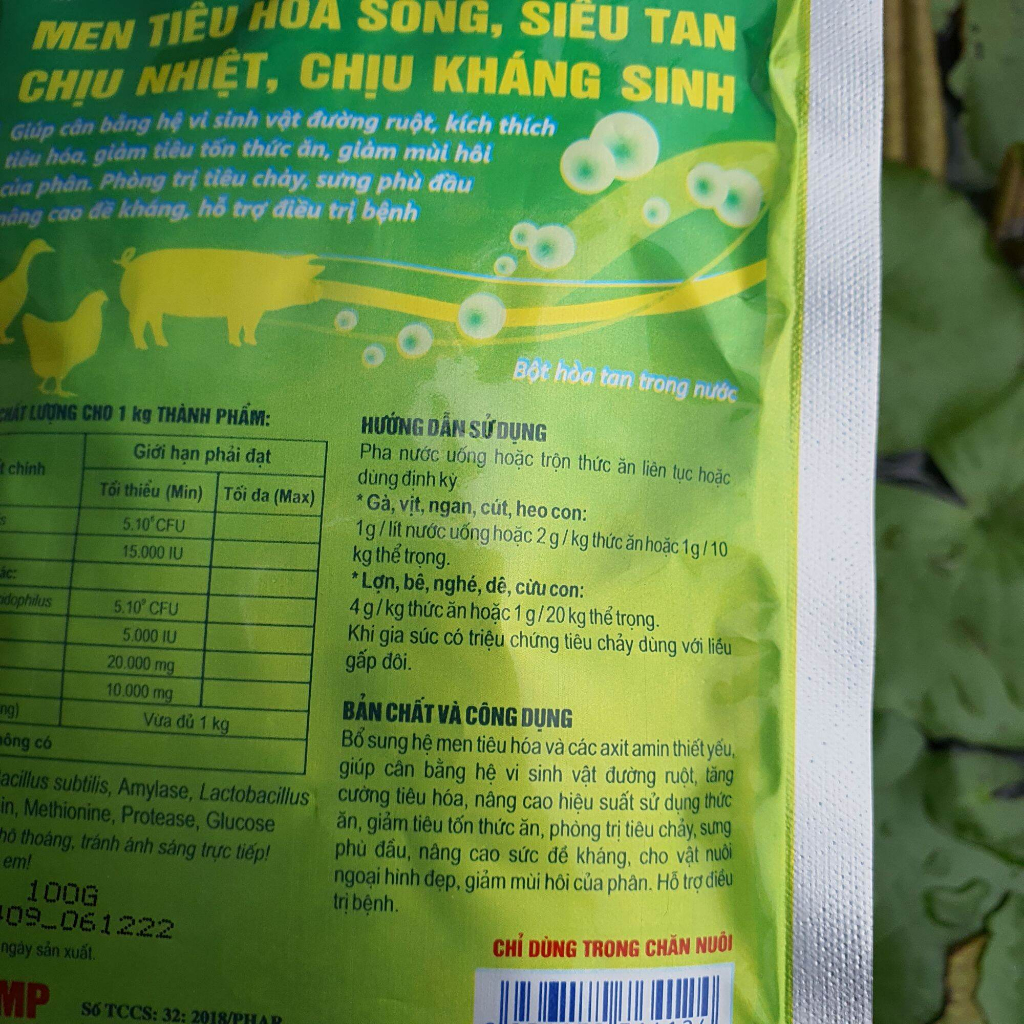 MEN TIÊU HÓA SỐNG, SIÊU TAN
CHỊU NHIỆT, CHỊU KHÁNG SINH
Giúp cân bằng hệ vi sinh vật đường ruột, kích thích
tiêu hóa, giảm tiêu tốn thức ăn, giảm mùi hôi
của phân. Phòng trị tiêu chảy, sưng phù đầu
nâng cao đề kháng, hỗ trợ điều trị bệnh
Bột hòa tan trong nước
CHẤT LƯỢNG CHO 1 kg THÀNH PHẨM:
chính
Giới hạn phải đạt
Tối thiểu (Min) Tối đa (Max)
CFU
15.000 IU
CFU
5.000 IU
20.000 mg
10.000 mg
Vừa đủ 1 kg
có
Bacillus subtilis, Amylase, Lactobacillus
Methionine, Protease, Glucose
thoáng, tránh ánh sáng trực tiếp!
em!
100G
061222
ngày sản xuất.
Số TCCS: 32: 2018/PHAR
HƯỚNG DẪN SỬ DỤNG
Pha nước uống hoặc trộn thức ăn liên tục hoặc
dùng định kỳ
* Gà, vịt, ngan, cút, heo con:
1g / lít nước uống hoặc 2 g / kg thức ăn hoặc 1g / 10
kg thể trọng.
* Lợn, bê, nghé, dê, cừu con:
4 g / kg thức ăn hoặc 1 g / 20 kg thể trọng.
Khi gia súc có triệu chứng tiêu chảy dùng với liều
gấp đôi.
BẢN CHẤT VÀ CÔNG DỤNG
Bổ sung hệ men tiêu hóa và các axit amin thiết yếu,
giúp cân bằng hệ vi sinh vật đường ruột, tăng
cường tiêu hóa, nâng cao hiệu suất sử dụng thức
ăn, giảm tiêu tốn thức ăn, phòng trị tiêu chảy, sưng
phù đầu, nâng cao sức đề kháng, cho vật nuôi
ngoại hình đẹp, giảm mùi hôi của phân. Hỗ trợ điều
trị bệnh.
CHỈ DÙNG TRONG CHĂN NUÔI